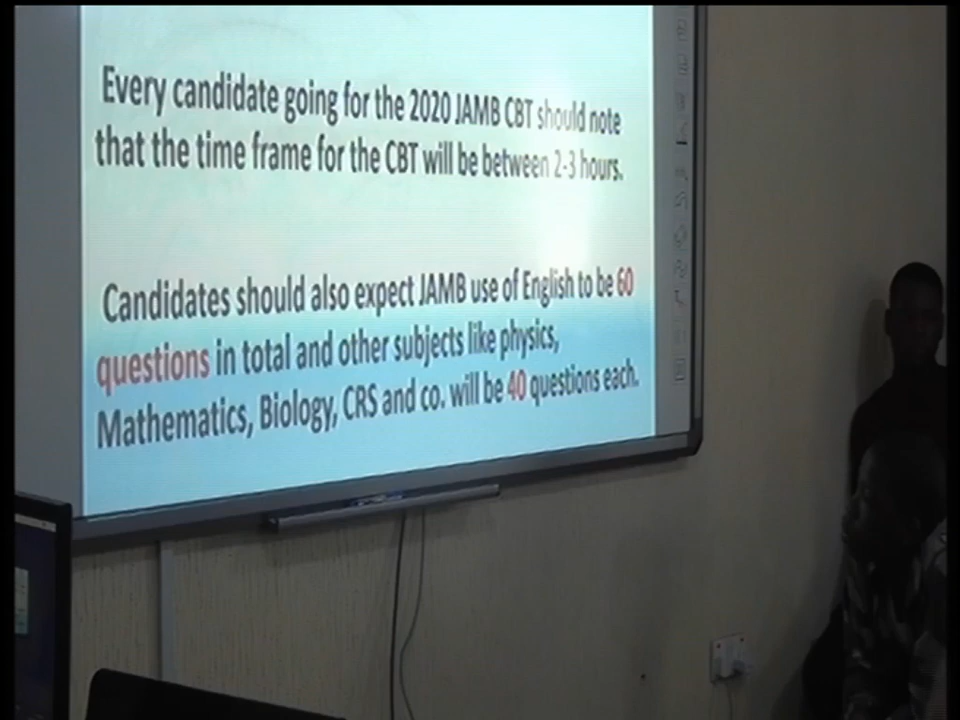 Every candidate going for the 2020 JAMB CBT should note
that the time frame for the CBT will be between 2-3 hours.
Candidates should also expect JAMB use of English to be 60
questions in total and other subjects like physics,
Mathematics, Biology, CRS and co. will be 40 questions each.